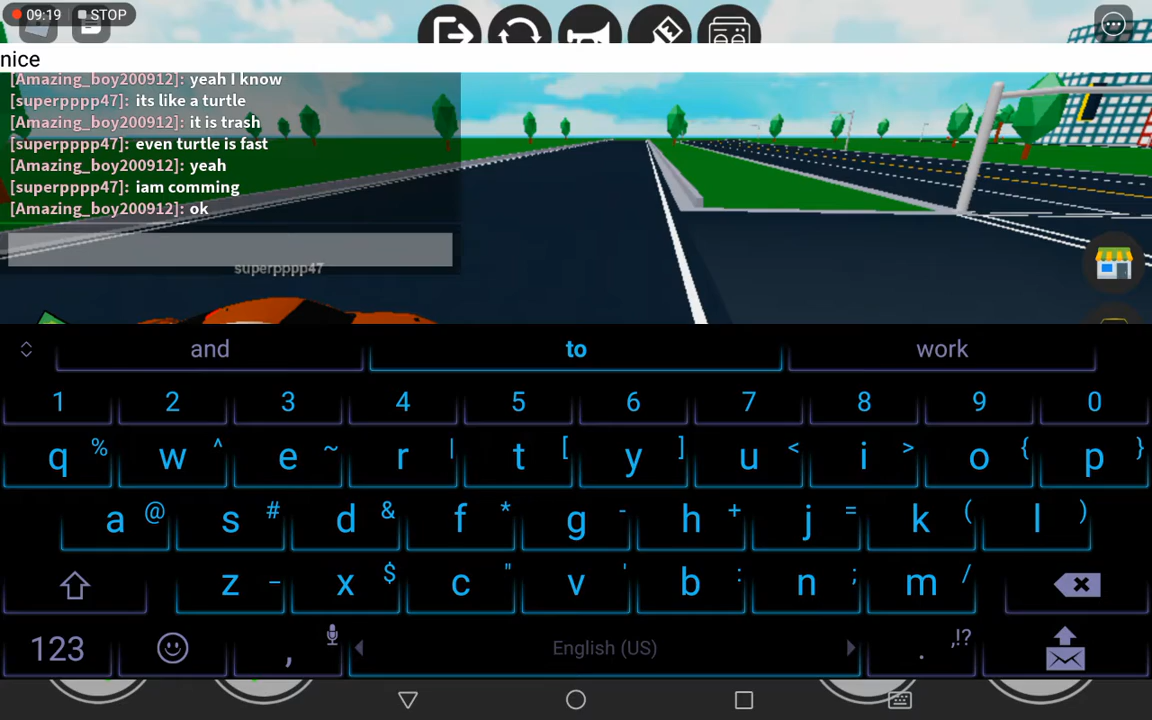 09:19 STOP
nice
[Amazing_boy200912]: yeah I know
[superpppp47]: its like a turtle
[Amazing_boy200912]: it is trash
[superpppp47]: even turtle is fast
[Amazing_boy200912]: yeah
[superpppp47]: iam comming
[Amazing_boy200912]: ok
superpppp47
and to work
1 2 3 4 5 6 7 8 9 0
q % w ^ e ~ r | t [ y ] u < i > o { p }
a @ s # d & f * g - h + j = k ( l )
z _ x $ c " v ' b : n ; m /
123 , English (US) . ,!?